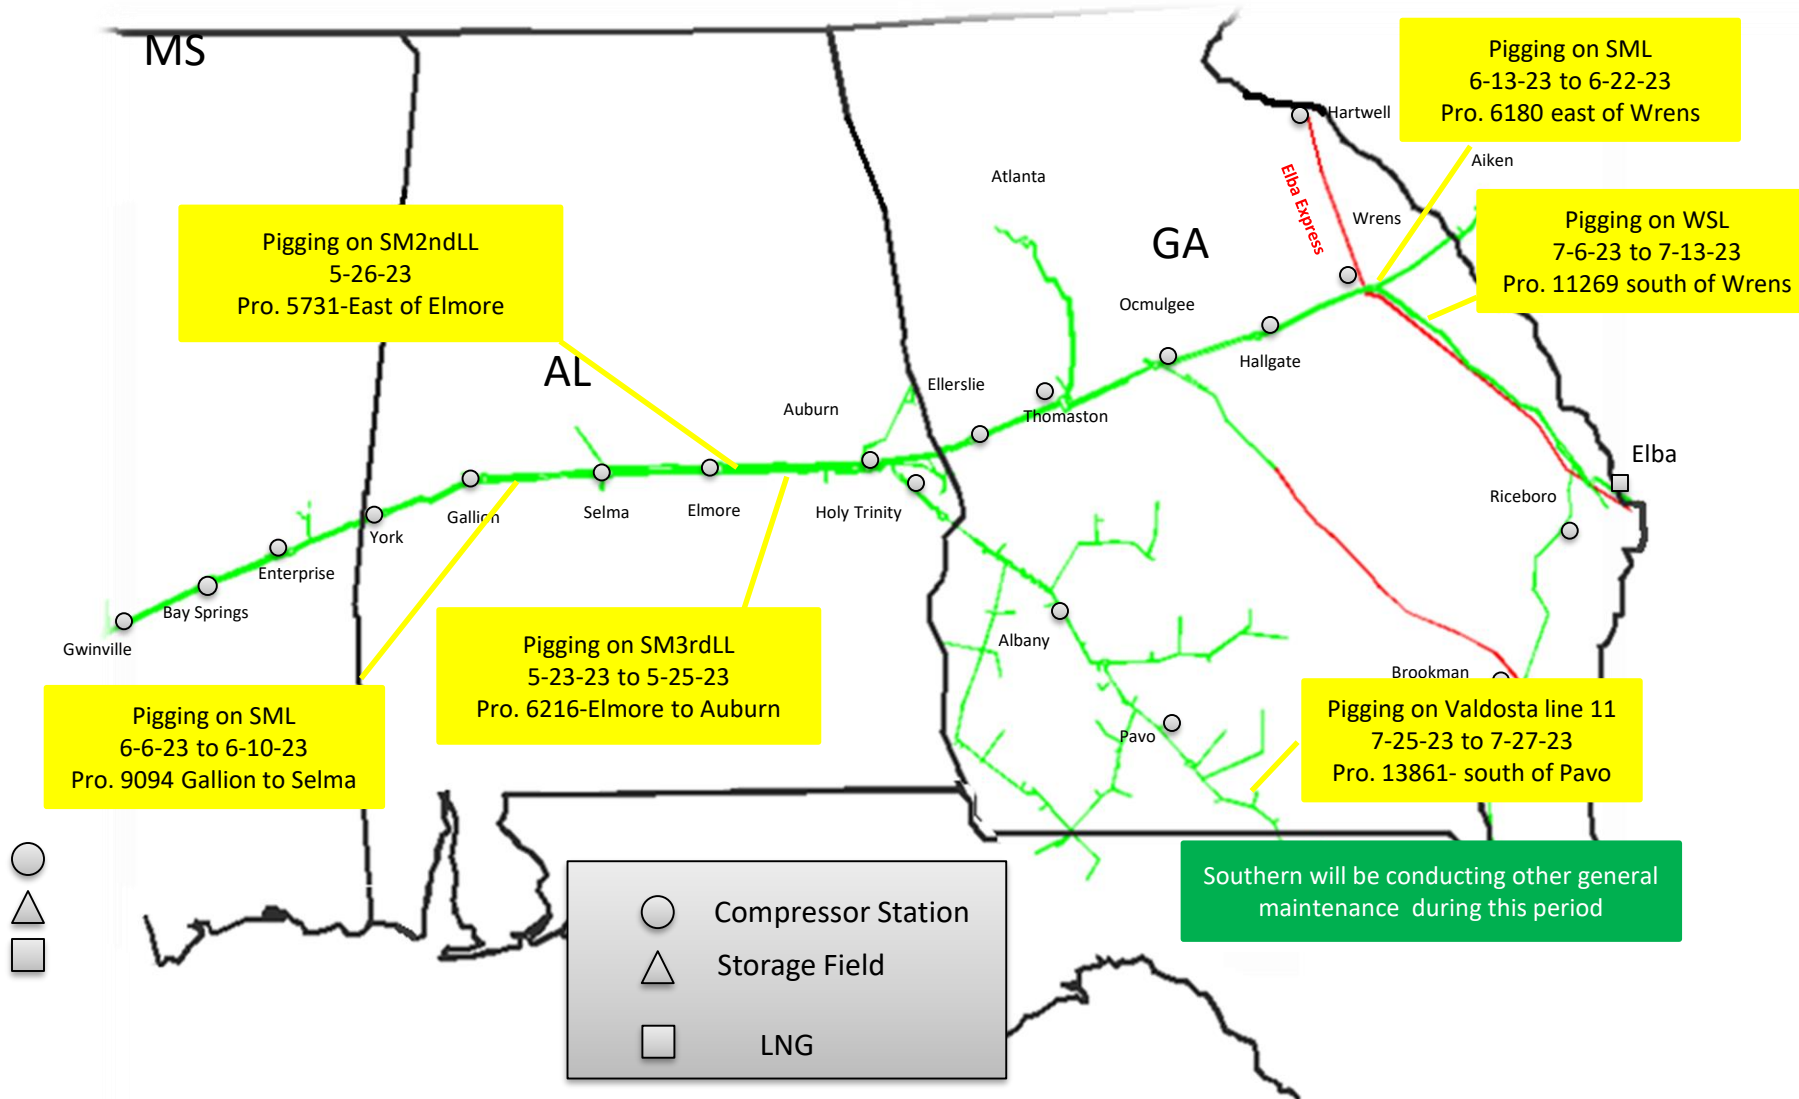 MS
Pigging on SML
6-13-23 to 6-22-23
Pro. 6180 east of Wrens
Hartwell
Aiken
Atlanta
Elba Express
Wrens
GA
Pigging on WSL
7-6-23 to 7-13-23
Pro. 11269 south of Wrens
Pigging on SM2ndLL
5-26-23
Pro. 5731-East of Elmore
Ocmulgee
Hallgate
AL
Ellerslie
Auburn
Thomaston
Elba
Riceboro
Gallion
Selma
Elmore
Holy Trinity
York
Enterprise
Bay Springs
Gwinville
Albany
Pigging on SM3rdLL
5-23-23 to 5-25-23
Pro. 6216-Elmore to Auburn
Brookman
Pavo
Pigging on SML
6-6-23 to 6-10-23
Pro. 9094 Gallion to Selma
Pigging on Valdosta line 11
7-25-23 to 7-27-23
Pro. 13861- south of Pavo
Southern will be conducting other general
maintenance during this period
Compressor Station
Storage Field
LNG